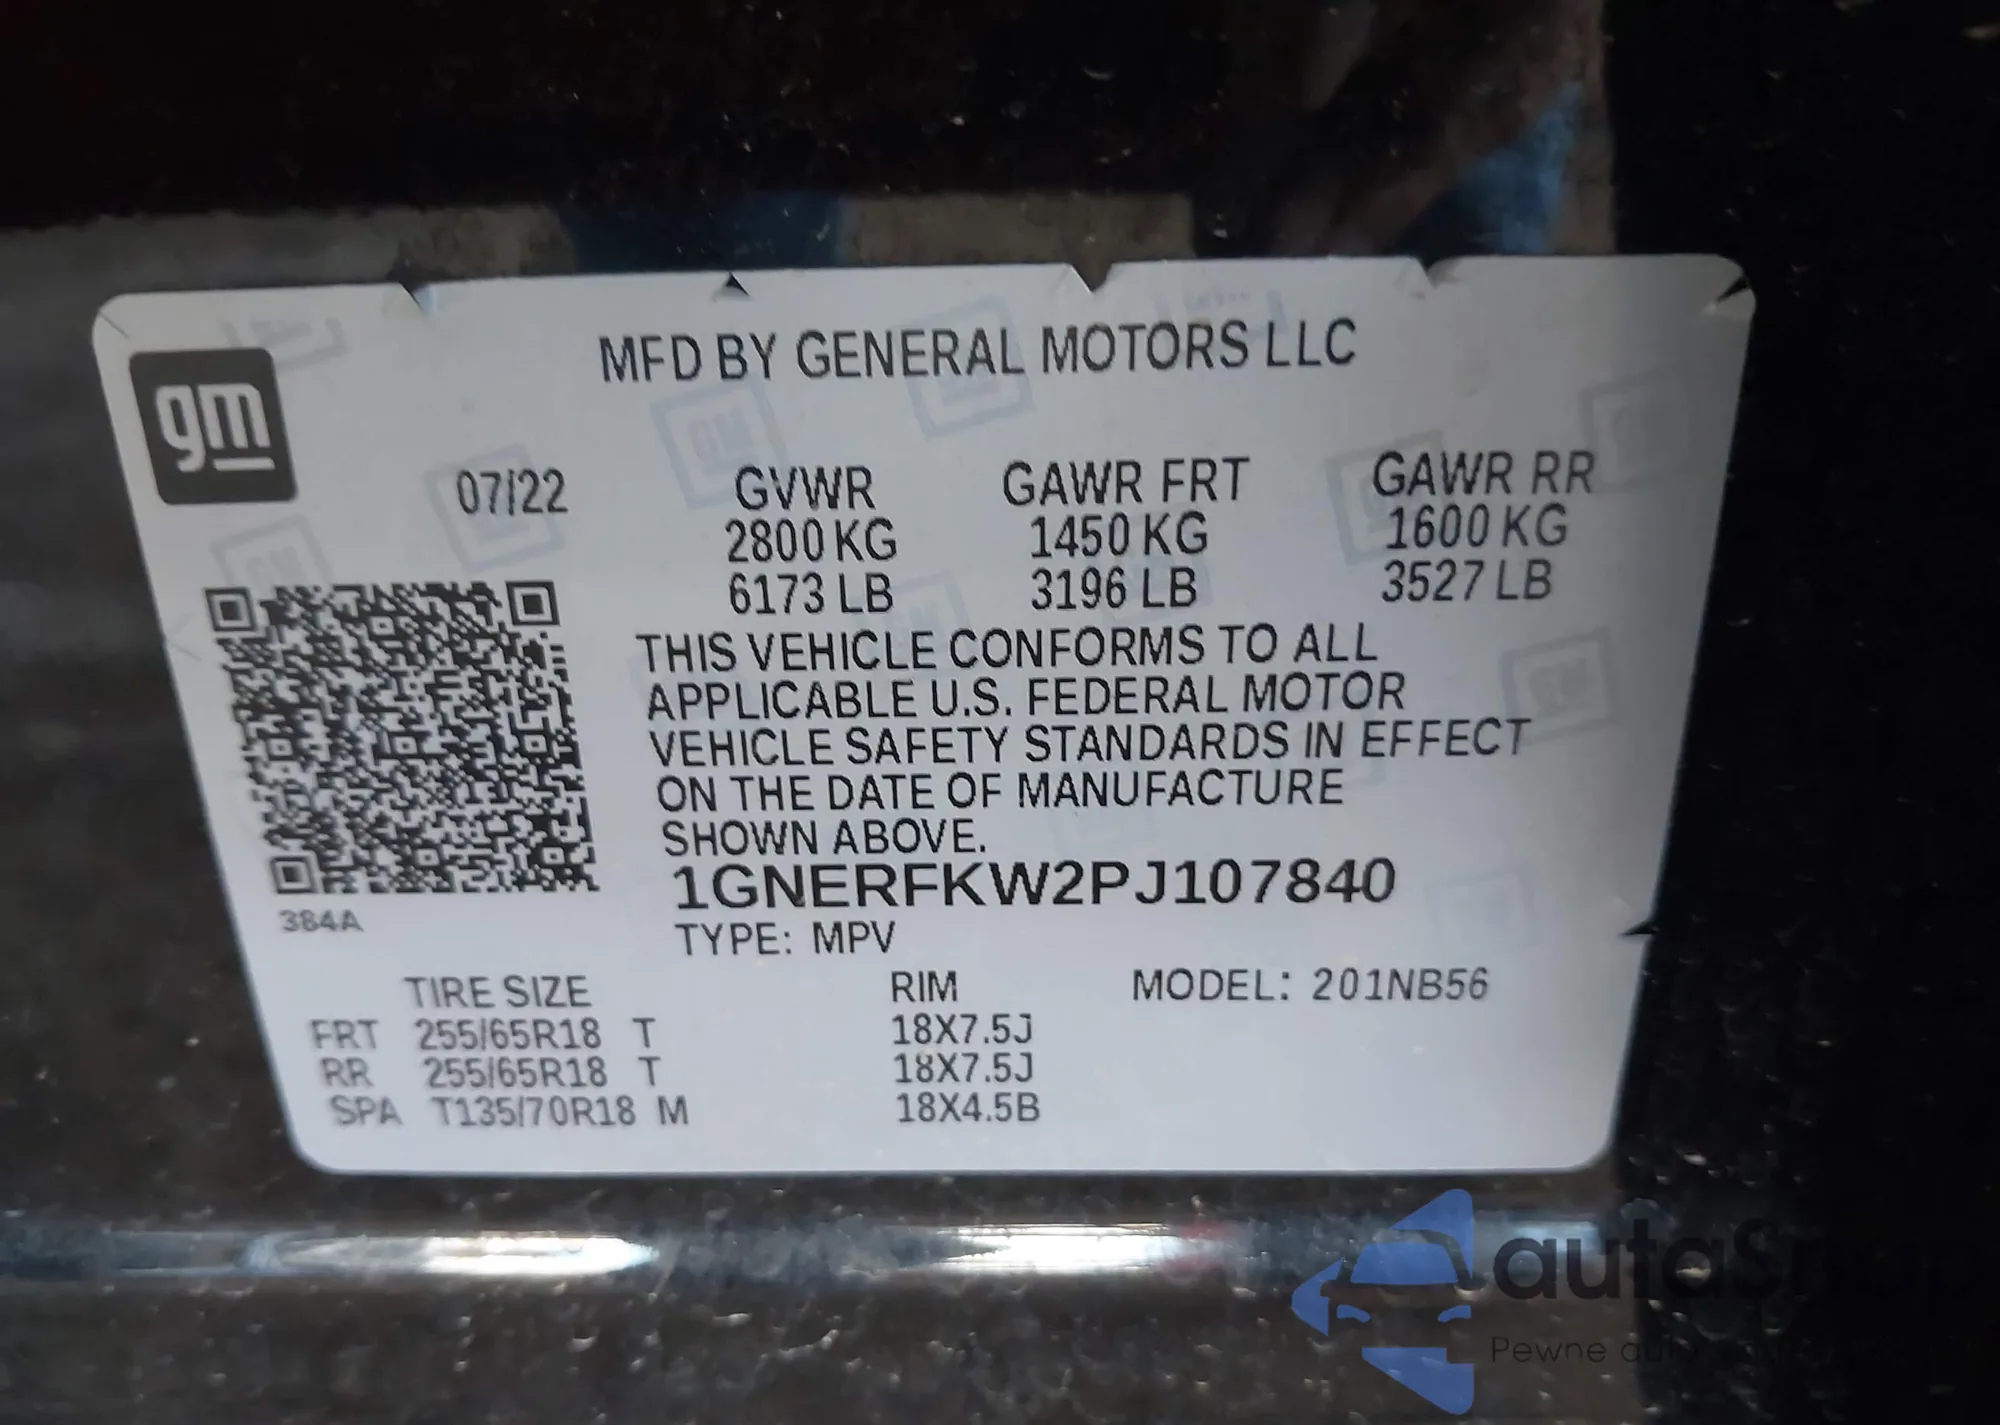 MFD BY GENERAL MOTORS LLC
gm
07/22 GVWR GAWR FRT GAWR RR
2800 KG 1450 KG 1600 KG
6173 LB 3196 LB 3527 LB
THIS VEHICLE CONFORMS TO ALL
APPLICABLE U.S. FEDERAL MOTOR
VEHICLE SAFETY STANDARDS IN EFFECT
ON THE DATE OF MANUFACTURE
SHOWN ABOVE.
1GNERFKW2PJ107840
384A
TYPE: MPV
TIRE SIZE RIM MODEL: 201NB56
FRT 255/65R18 T 18X7.5J
RR 255/65R18 T 18X7.5J
SPA T135/70R18 M 18X4.5B
autaShop
Pewne auta